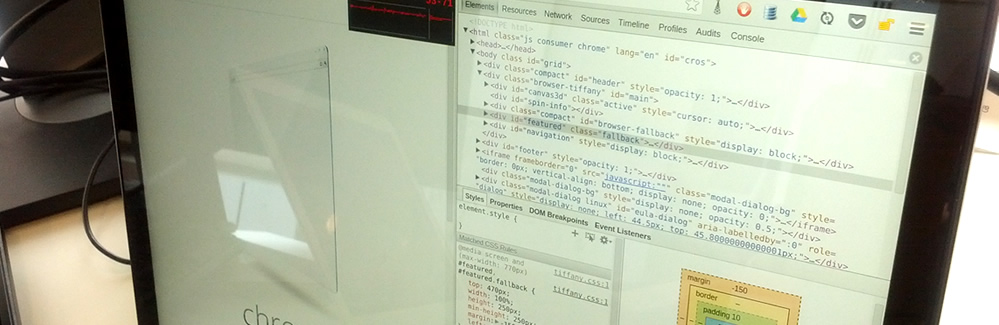 53-71
Elements Resources Network Sources Timeline Profiles Audits Console
<!DOCTYPE html>
▼<html class="js consumer chrome" lang="en" id="cros">
▶<head>…</head>
▼<body class id="grid">
▶<div class="compact" id="header" style="opacity: 1;">…</div>
▼<div class="browser-tiffany" id="main">
▶<div id="canvas3d" class="active" style="cursor: auto;">…</div>
<div id="spin-info"></div>
▶<div class="compact" id="browser-fallback" style="display: block;">…</div>
▶<div id="featured" class="fallback">…</div>
▶<div id="navigation" style="display: block;">…</div>
</div>
▶<div id="footer" style="opacity: 1;">…</div>
▶<iframe frameborder="0" src="javascript:""" class="modal-dialog-bg" style=
"border: 0px; vertical-align: bottom; display: none; opacity: 0;">…</iframe>
<div class="modal-dialog-bg" style="display: none; opacity: 0.5;"></div>
▶<div class="modal-dialog linux" id="eula-dialog" aria-labelledby=":0" role=
"dialog" style="display: none; left: 44.5px; top: 45.80000000000001px;">…</div>
Styles Properties DOM Breakpoints Event Listeners
element.style {
}
Matched CSS Rules
@media screen and
(max-width: 770px)
tiffany.css:1
#featured,
#featured.fallback {
tiffany.css:1
top: 470px;
width: 100%;
height: 250px;
min-height: 250px;
margin:
left
margin -150
border –
padding 10
chro